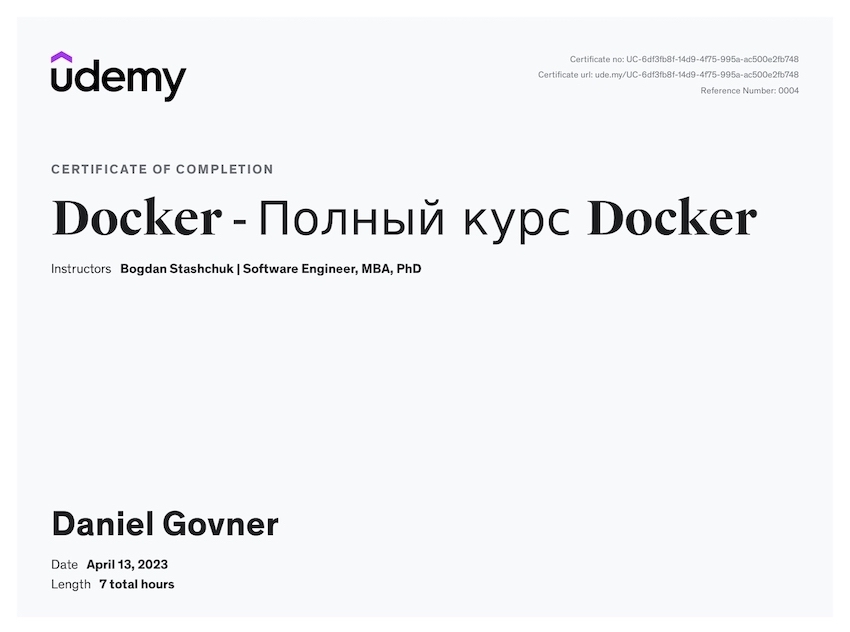 udemy
Certificate no: UC-6df3fb8f-14d9-4f75-995a-ac500e2fb748
Certificate url: ude.my/UC-6df3fb8f-14d9-4f75-995a-ac500e2fb748
Reference Number: 0004
CERTIFICATE OF COMPLETION
Docker - Полный курс Docker
Instructors Bogdan Stashchuk | Software Engineer, MBA, PhD
Daniel Govner
Date April 13, 2023
Length 7 total hours